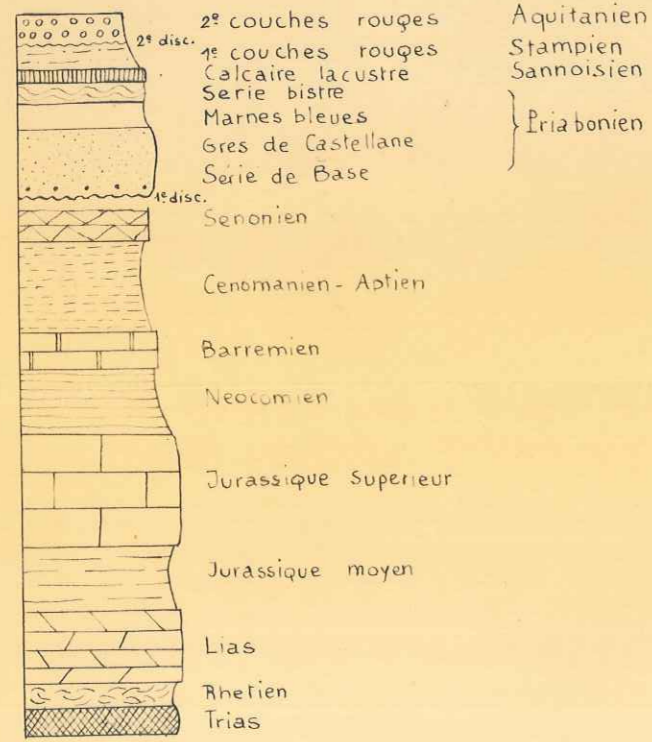 2e couches rouges Aquitanien
2e disc.
1e couches rouges Stampien
Calcaire lacustre Sannoisien
Serie bistre
Marnes bleues Priabonien
Gres de Castellane
Série de Base
1e disc.
Senonien
Cenomanien - Aptien
Barremien
Neocomien
Jurassique Superieur
Jurassique moyen
Lias
Rhetien
Trias